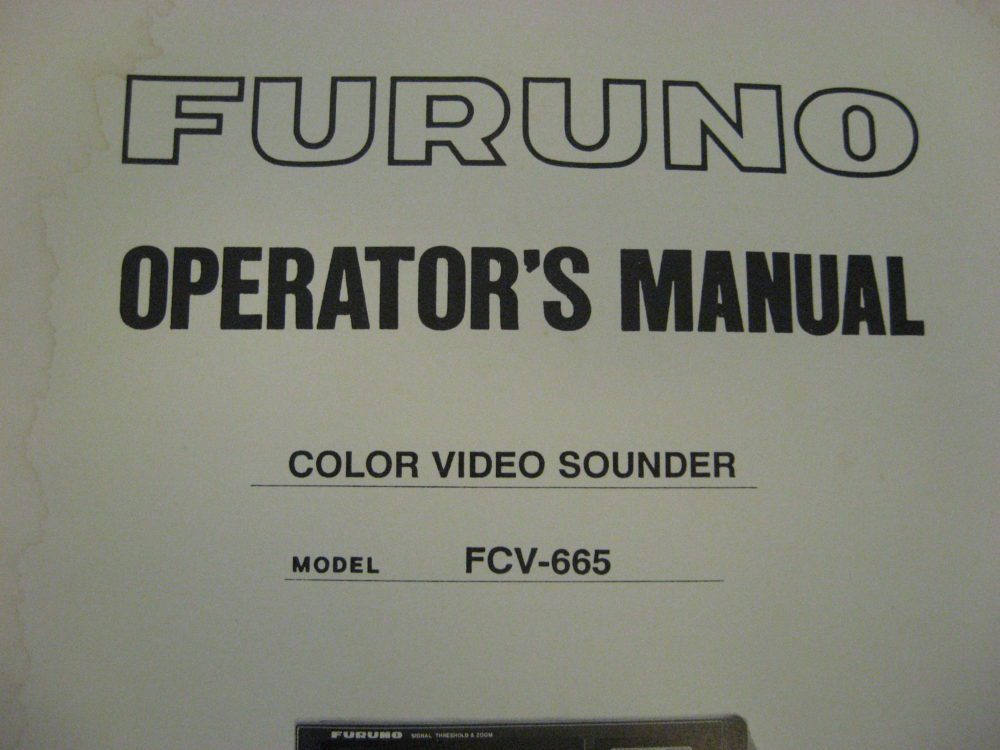 FURUNO
OPERATOR'S MANUAL
COLOR VIDEO SOUNDER
MODEL FCV-665
FURUNO SIGNAL THRESHOLD & ZOOM